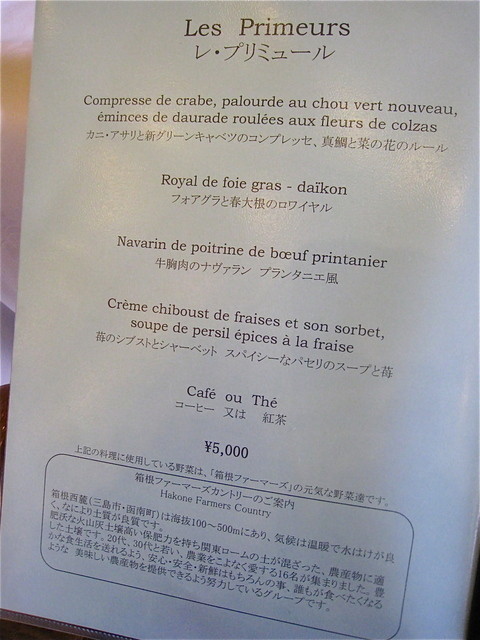 Les Primeurs
レ・プリミュール
Compresse de crabe, palourde au chou vert nouveau,
émincés de daurade roulées aux fleurs de colzas
カニ・アサリと新グリーンキャベツのコンプレッセ、真鯛と菜の花のルール
Royal de foie gras - daïkon
フォアグラと春大根のロワイヤル
Navarin de poitrine de bœuf printanier
牛胸肉のナヴァラン プランタニエ風
Crème chiboust de fraises et son sorbet,
soupe de persil épices à la fraise
苺のシブストとシャーベット スパイシーなパセリのスープと苺
Café ou Thé
コーヒー 又は 紅茶
¥5,000
上記の料理に使用している野菜は、「箱根ファーマーズ」の元気な野菜達です。
箱根ファーマーズカントリーのご案内
Hakone Farmers Country
箱根西麓(三島市・函南町)は海抜100～500mにあり、気候は温暖で水はけが良
く、なにより土質が良質です。
肥沃な火山灰土壌高い保肥力を持ち関東ロームの土が混ざった、農産物に適
した土壌です。20代、30代と若い、農業をこよなく愛する16名が集まりました。豊
かな食生活を送れるよう、安心・安全・新鮮はもちろんの事、誰もが食べたくなる
ような 美味しい農産物を提供できるよう努力しているグループです。